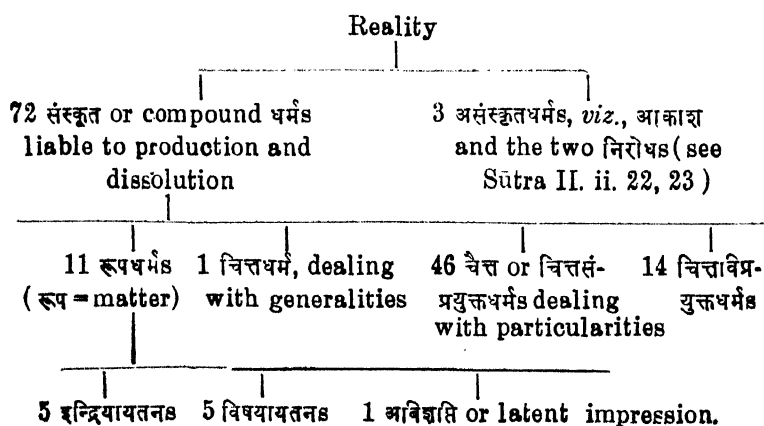 Reality
72 संस्कृत or compound धर्मs
liable to production and
dissolution
3 असंस्कृतधर्मs, viz., आकाश
and the two निरोधs (see
Sūtra II. ii. 22, 23 )
11 रूपधर्मs
( रूप = matter)
1 चित्तधर्म, dealing
with generalities
46 चैत्त or चित्तसं-
प्रयुक्तधर्मs dealing
with particularities
14 चित्ताविप्र-
युक्तधर्मs
5 इन्द्रियायतनs 5 विषयायतनs 1 आविज्ञप्ति or latent impression.